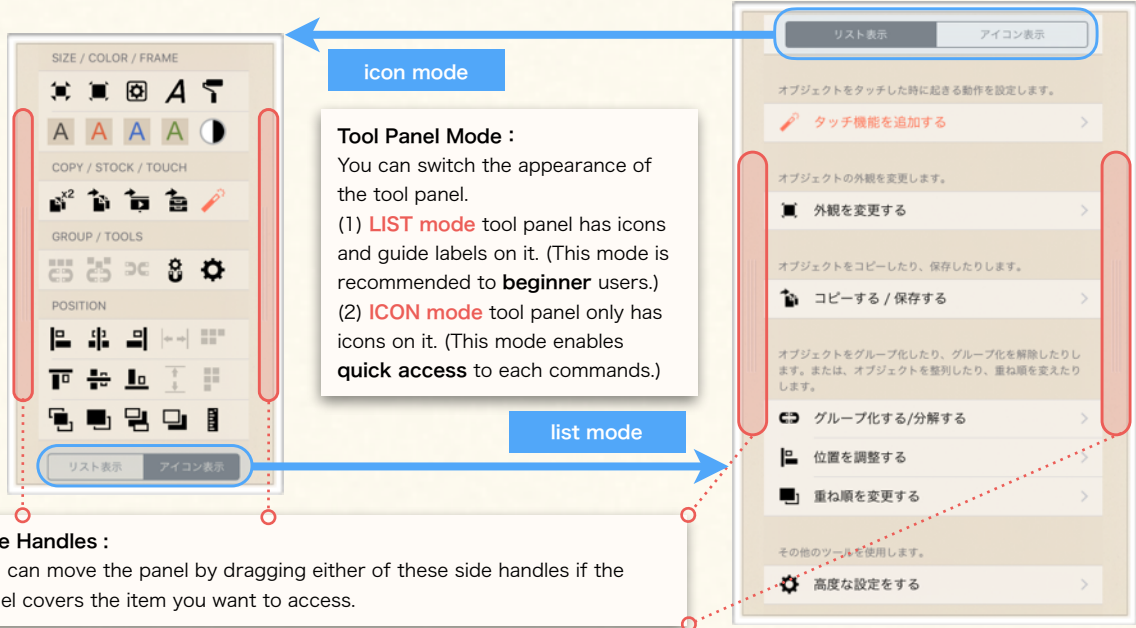 SIZE / COLOR / FRAME
A
A A A A
COPY / STOCK / TOUCH
x2
GROUP / TOOLS
POSITION
リスト表示 アイコン表示
icon mode
Tool Panel Mode：
You can switch the appearance of
the tool panel.
(1) LIST mode tool panel has icons
and guide labels on it. (This mode is
recommended to beginner users.)
(2) ICON mode tool panel only has
icons on it. (This mode enables
quick access to each commands.)
list mode
リスト表示 アイコン表示
オブジェクトをタッチした時に起きる動作を設定します。
タッチ機能を追加する
オブジェクトの外観を変更します。
外観を変更する
オブジェクトをコピーしたり、保存したりします。
コピーする / 保存する
オブジェクトをグループ化したり、グループ化を解除したりし
ます。または、オブジェクトを整列したり、重ね順を変えたり
します。
グループ化する/分解する
位置を調整する
重ね順を変更する
その他のツールを使用します。
高度な設定をする
e Handles :
can move the panel by dragging either of these side handles if the
el covers the item you want to access.